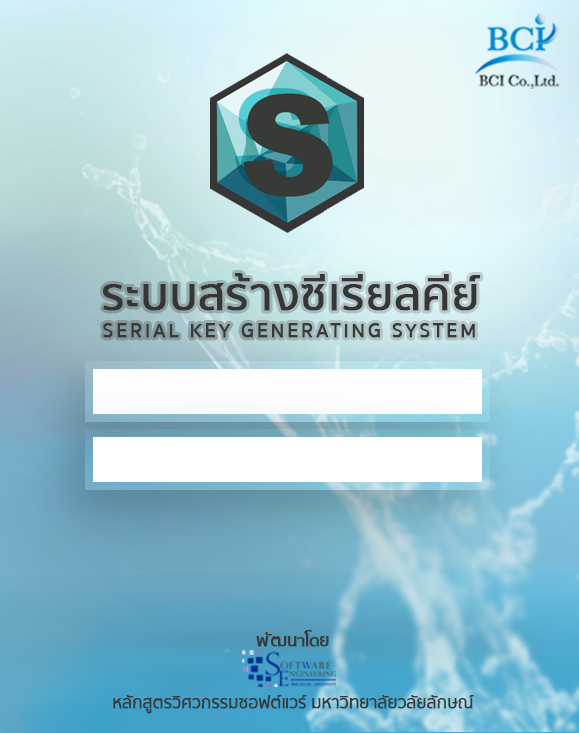 BCI
BCI Co.,Ltd.
S
ระบบสร้างซีเรียลคีย์
SERIAL KEY GENERATING SYSTEM
พัฒนาโดย
SOFTWARE
ENGINEERING
WALAILAK UNIVERSITY
หลักสูตรวิศวกรรมซอฟต์แวร์ มหาวิทยาลัยวลัยลักษณ์